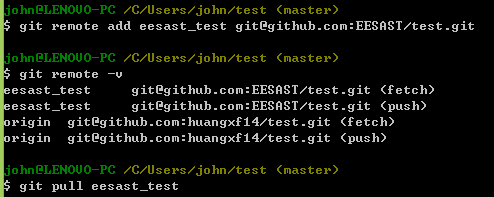 john@LENOVO-PC /C/Users/john/test (master)
$ git remote add eesast_test git@github.com:EESAST/test.git
john@LENOVO-PC /C/Users/john/test (master)
$ git remote -v
eesast_test     git@github.com:EESAST/test.git (fetch)
eesast_test     git@github.com:EESAST/test.git (push)
origin  git@github.com:huangxf14/test.git (fetch)
origin  git@github.com:huangxf14/test.git (push)
john@LENOVO-PC /C/Users/john/test (master)
$ git pull eesast_test